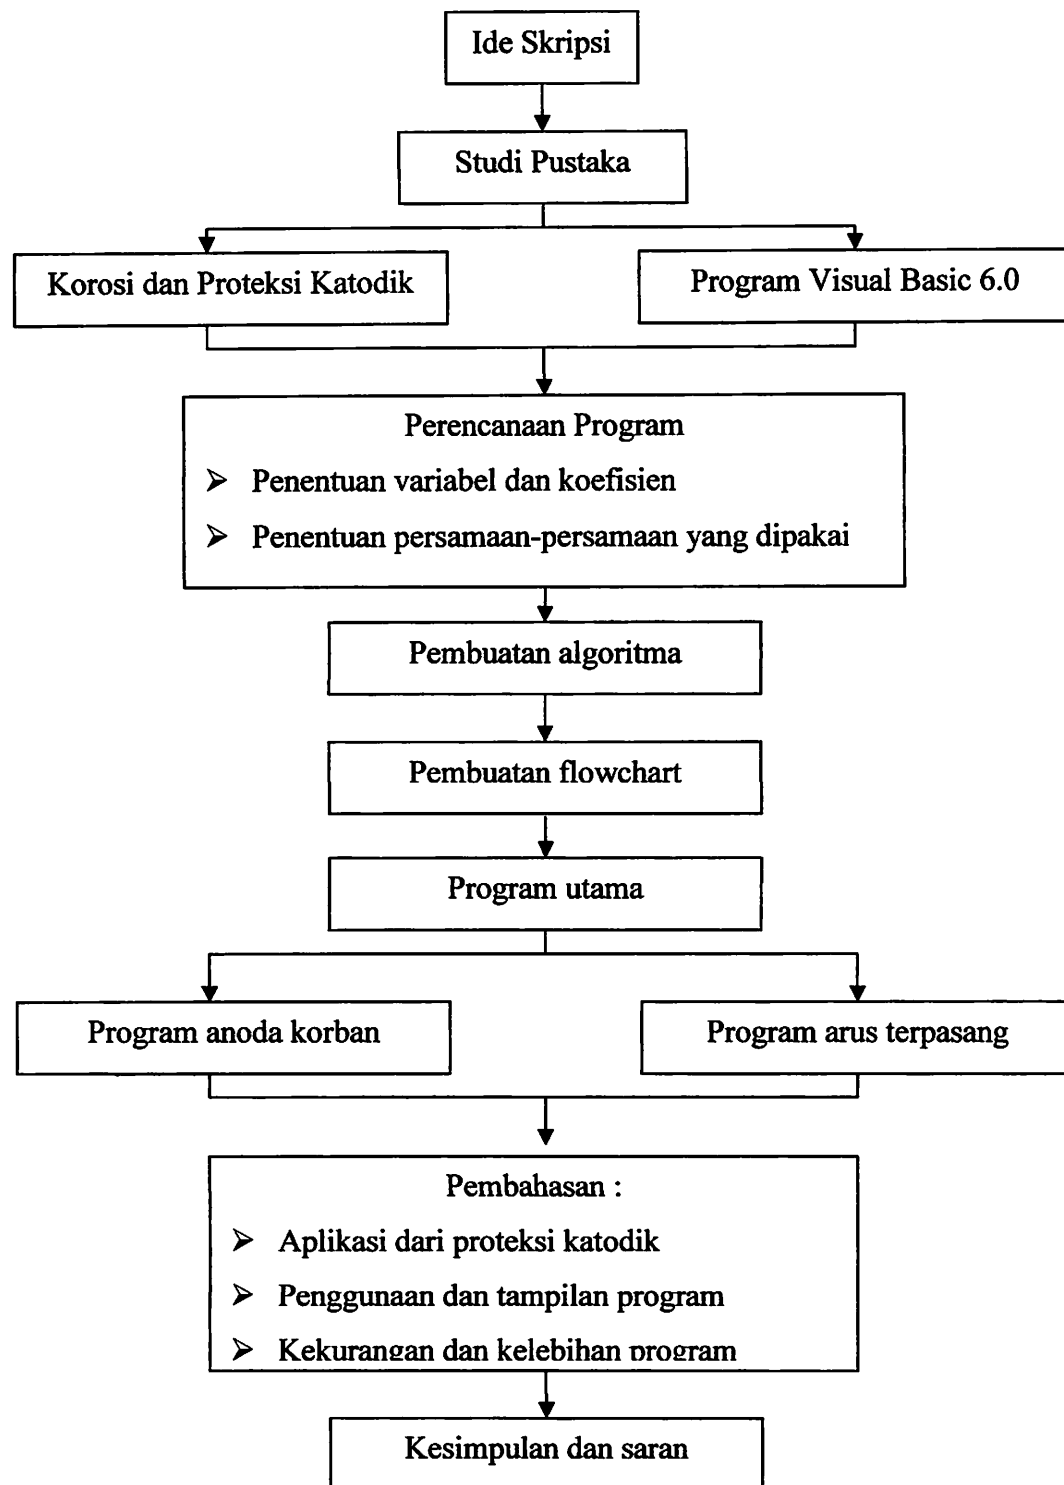 Ide Skripsi
Studi Pustaka
Korosi dan Proteksi Katodik
Program Visual Basic 6.0
Perencanaan Program
➢ Penentuan variabel dan koefisien
➢ Penentuan persamaan-persamaan yang dipakai
Pembuatan algoritma
Pembuatan flowchart
Program utama
Program anoda korban
Program arus terpasang
Pembahasan :
➢ Aplikasi dari proteksi katodik
➢ Penggunaan dan tampilan program
➢ Kekurangan dan kelebihan program
Kesimpulan dan saran